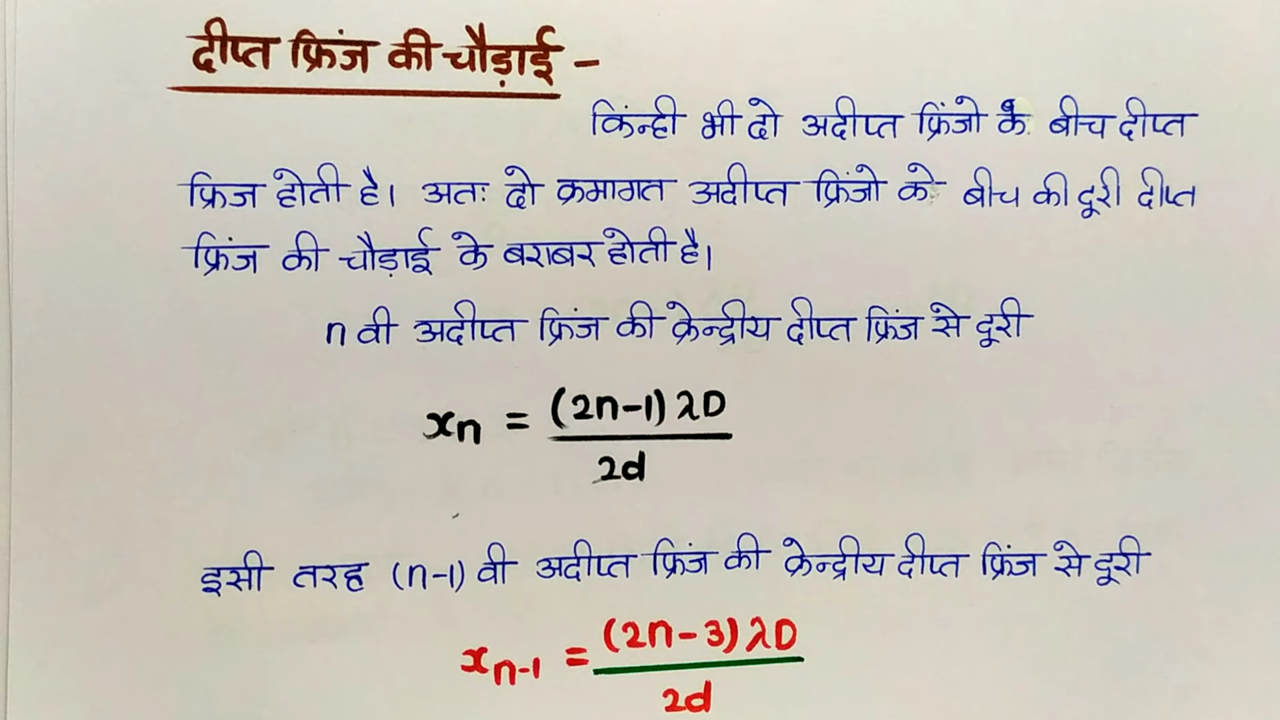 दीप्त फ्रिंज की चौड़ाई -
किंन्ही भी दो अदीप्त फ्रिंजो के बीच दीप्त
फ्रिज होती है। अतः दो क्रमागत अदीप्त फ्रिंजो के बीच की दूरी दीप्त
फ्रिंज की चौड़ाई के बराबर होती है।
n वी अदीप्त फ्रिंज की केन्द्रीय दीप्त फ्रिंज से दूरी
xn = (2n-1) λD / 2d
इसी तरह (n-1) वी अदीप्त फ्रिंज की केन्द्रीय दीप्त फ्रिंज से दूरी
xn-1 = (2n-3) λD / 2d